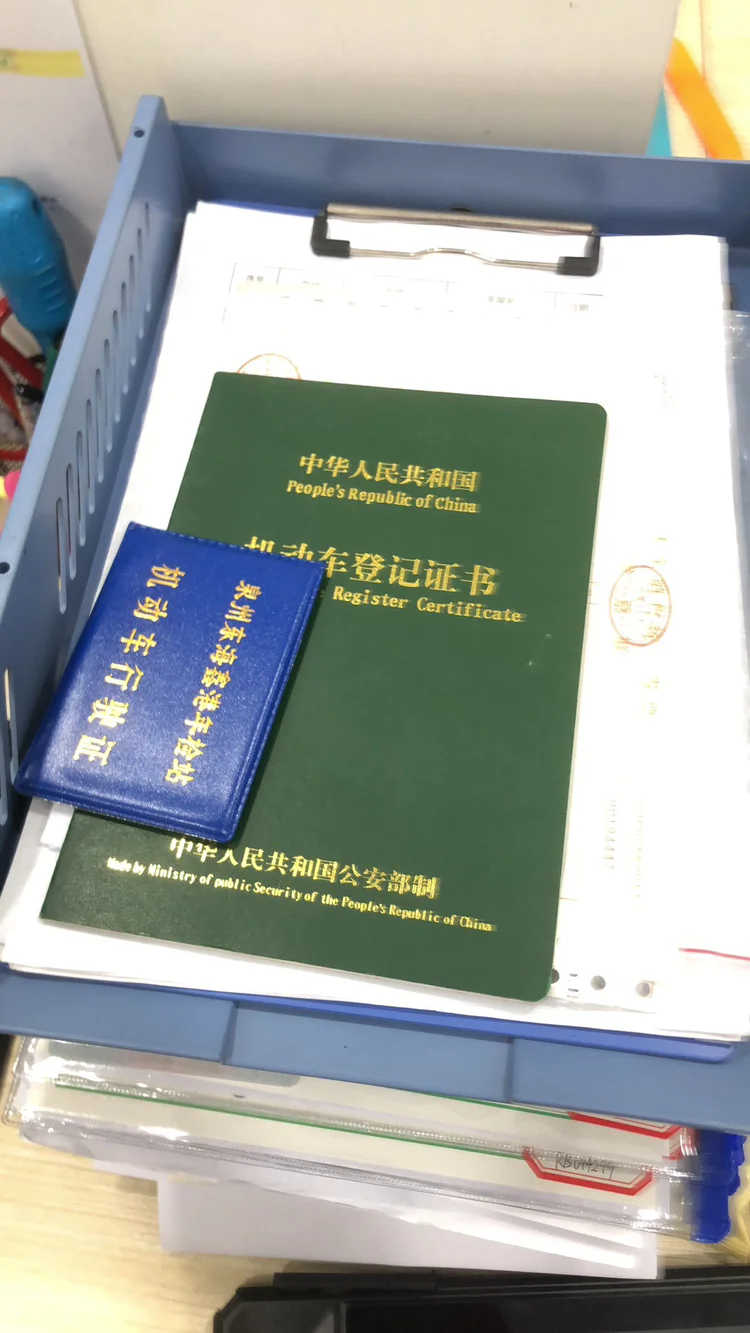 中华人民共和国
People's Republic of China
机动车登记证书
Register Certificate
泉州东海鑫港年检站
机动车行驶证
中华人民共和国公安部制
Made by Ministry of public Security of the People's Republic of China